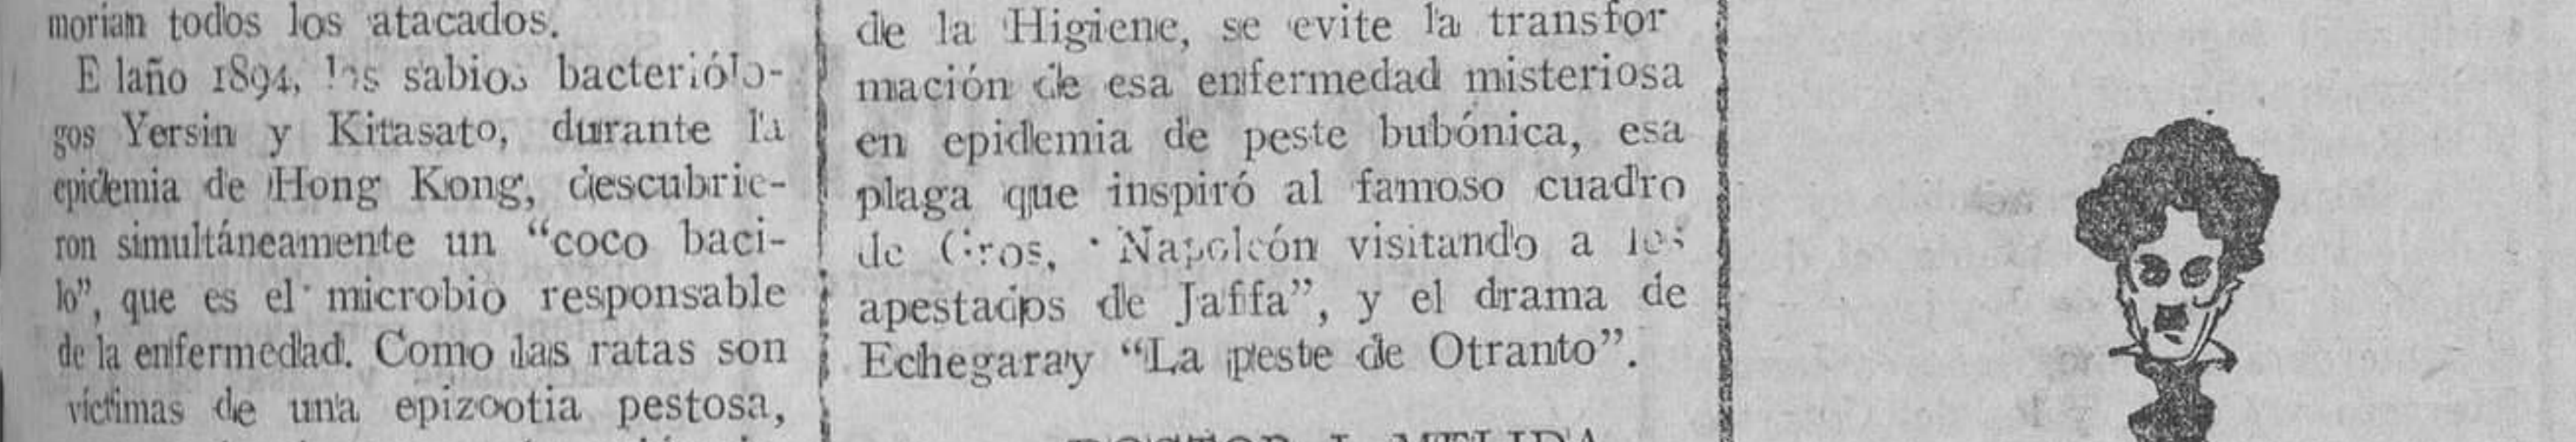 morian todos los atacados.
E laño 1894, los sabios bacteriólo-
gos Yersin y Kitasato, durante la
epidemia de Hong Kong, descubrie-
ron simultáneamente un “coco baci-
lo”, que es el microbio responsable
de la enfermedad. Como las ratas son
víctimas de una epizootia pestosa,
de la Higiene, se evite la transfor
mación de esa enfermedad misteriosa
en epidemia de peste bubónica, esa
plaga que inspiró al famoso cuadro
de Gros, “Napoleón visitando a los
apestados de Jaffa”, y el drama de
Echegaray “La peste de Otranto”.